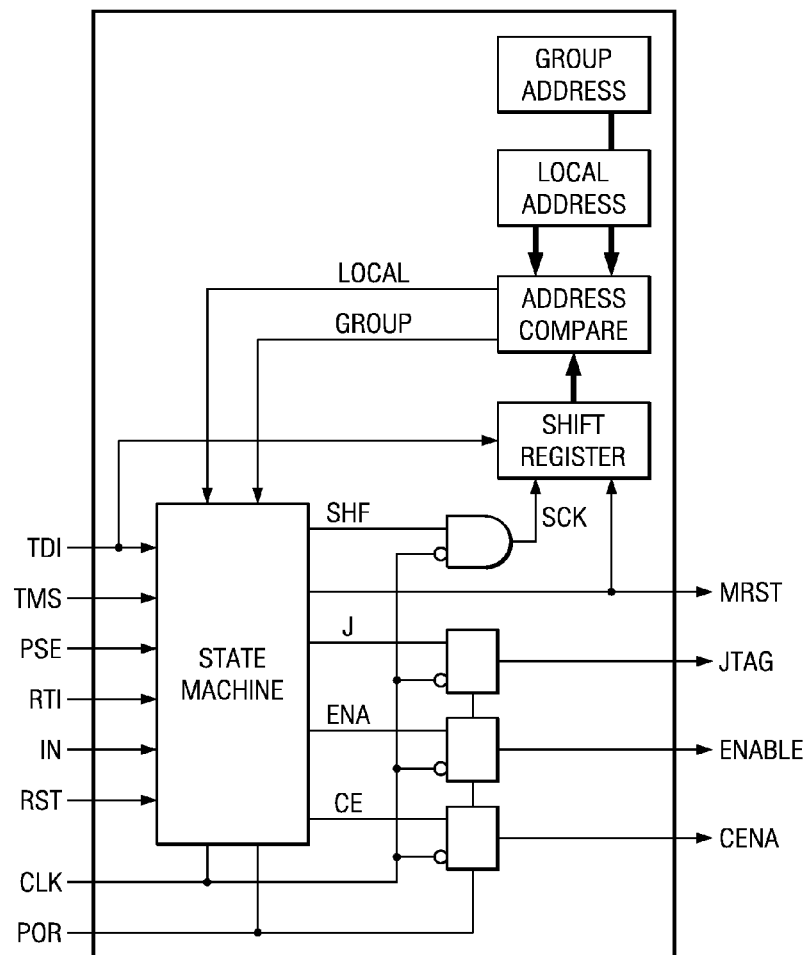 GROUP
ADDRESS
LOCAL
ADDRESS
LOCAL
ADDRESS
COMPARE
GROUP
SHIFT
REGISTER
SHF
SCK
TDI
TMS
MRST
J
PSE
STATE
MACHINE
JTAG
RTI
ENA
IN
ENABLE
RST
CE
CENA
CLK
POR